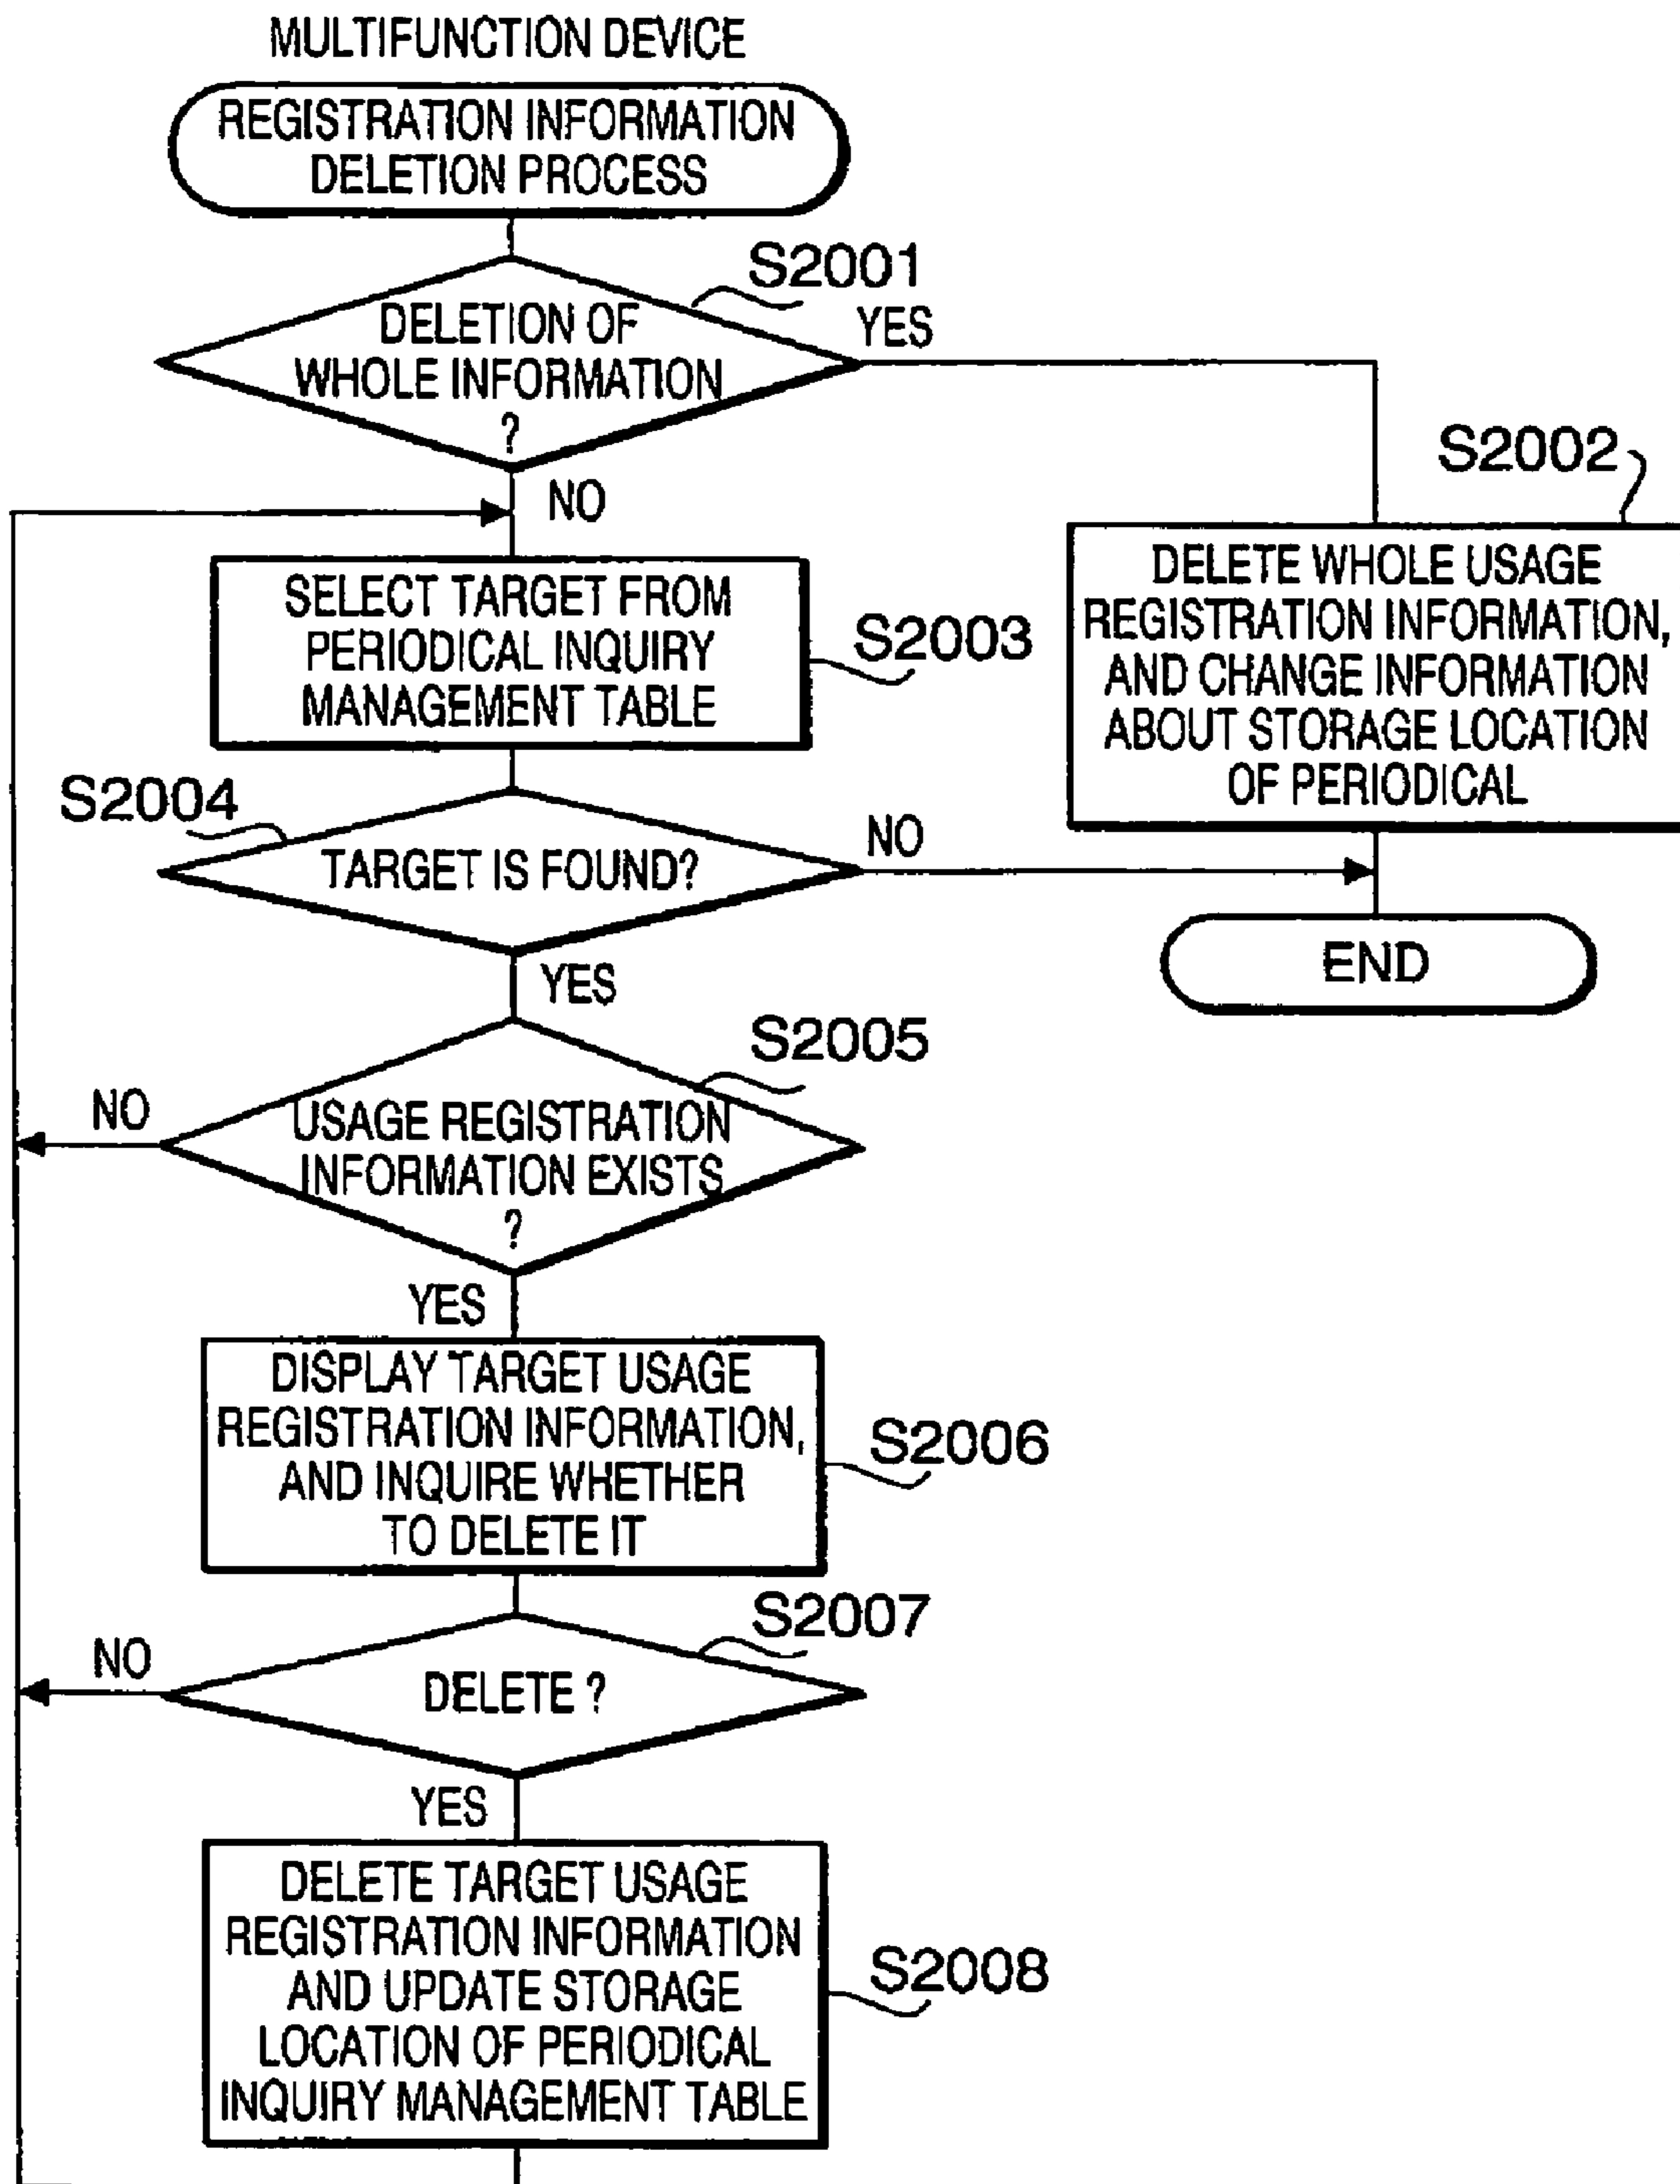 MULTIFUNCTION DEVICE
REGISTRATION INFORMATION
DELETION PROCESS
S2001
DELETION OF
WHOLE INFORMATION
?
YES
NO
S2002
DELETE WHOLE USAGE
REGISTRATION INFORMATION,
AND CHANGE INFORMATION
ABOUT STORAGE LOCATION
OF PERIODICAL
SELECT TARGET FROM
PERIODICAL INQUIRY
MANAGEMENT TABLE
S2003
S2004
TARGET IS FOUND?
NO
YES
END
S2005
USAGE REGISTRATION
INFORMATION EXISTS
?
NO
YES
DISPLAY TARGET USAGE
REGISTRATION INFORMATION,
AND INQUIRE WHETHER
TO DELETE IT
S2006
S2007
DELETE ?
NO
YES
DELETE TARGET USAGE
REGISTRATION INFORMATION
AND UPDATE STORAGE
LOCATION OF PERIODICAL
INQUIRY MANAGEMENT TABLE
S2008